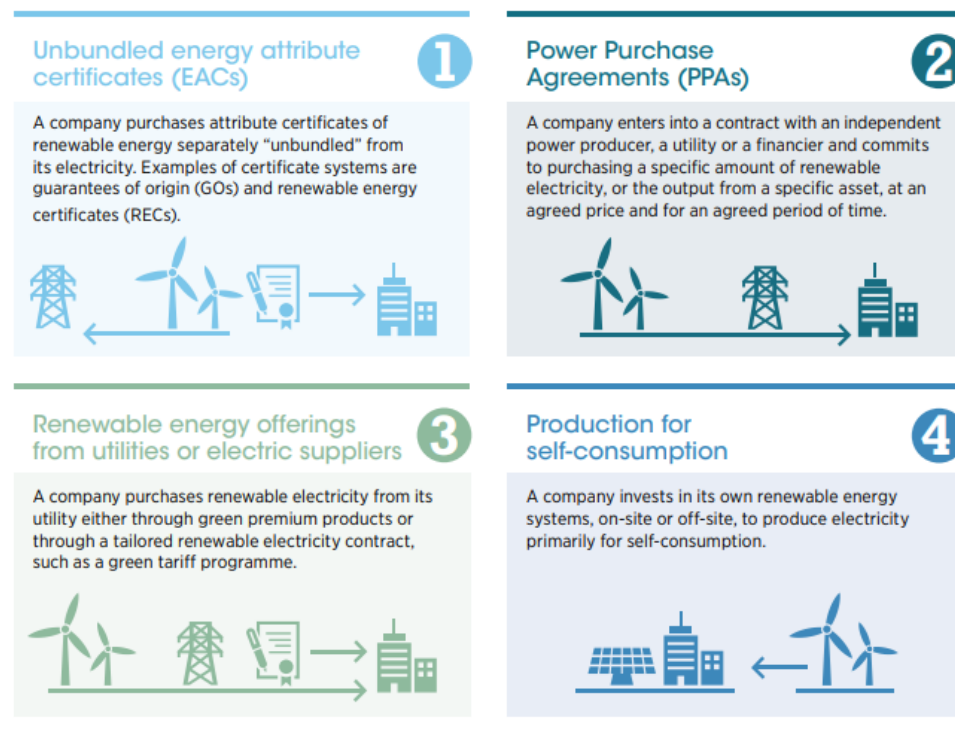 Unbundled energy attribute
certificates (EACs)
1
A company purchases attribute certificates of
renewable energy separately “unbundled” from
its electricity. Examples of certificate systems are
guarantees of origin (GOs) and renewable energy
certificates (RECs).
Power Purchase
Agreements (PPAs)
2
A company enters into a contract with an independent
power producer, a utility or a financier and commits
to purchasing a specific amount of renewable
electricity, or the output from a specific asset, at an
agreed price and for an agreed period of time.
Renewable energy offerings
from utilities or electric suppliers
3
A company purchases renewable electricity from its
utility either through green premium products or
through a tailored renewable electricity contract,
such as a green tariff programme.
Production for
self-consumption
4
A company invests in its own renewable energy
systems, on-site or off-site, to produce electricity
primarily for self-consumption.